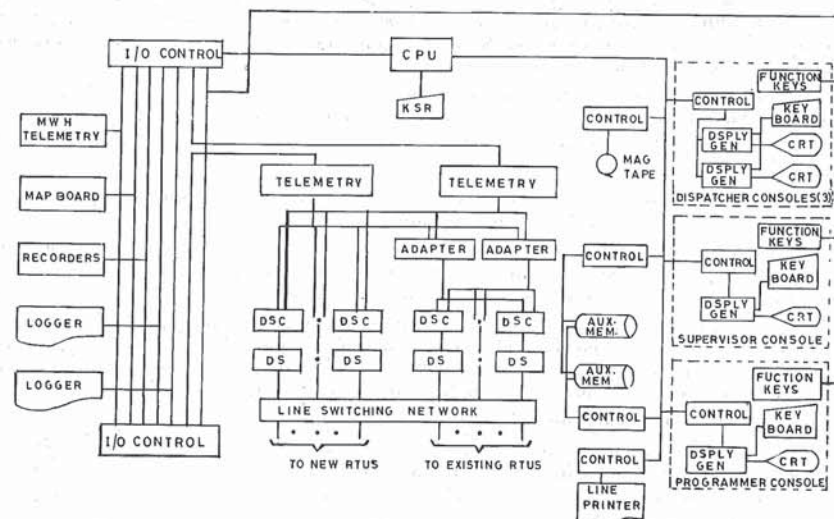 I/O CONTROL
CPU
KSR
MWH
TELEMETRY
MAP BOARD
RECORDERS
LOGGER
LOGGER
I/O CONTROL
TELEMETRY
TELEMETRY
ADAPTER
ADAPTER
DSC
DSC
DSC
DSC
DS
DS
DS
DS
LINE SWITCHING NETWORK
TO NEW RTUS
TO EXISTING RTUS
CONTROL
MAG
TAPE
CONTROL
AUX.
MEM.
AUX.
MEM
CONTROL
CONTROL
LINE
PRINTER
FUNCTION
KEYS
CONTROL
KEY
BOARD
DSPLY
GEN
CRT
DSPLY
GEN
CRT
DISPATCHER CONSOLES(3)
FUNCTION
KEYS
CONTROL
KEY
BOARD
DSPLY
GEN
CRT
SUPERVISOR CONSOLE
FUCTION
KEYS
CONTROL
KEY
BOARD
DSPLY
GEN
CRT
PROGRAMMER CONSOLE